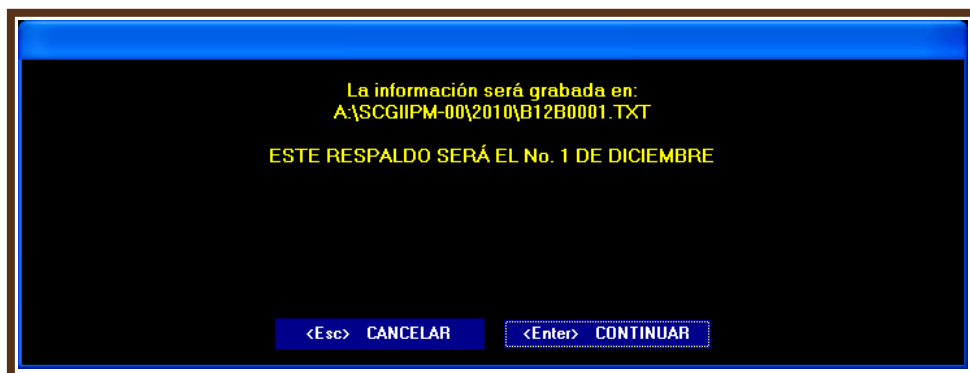 La información será grabada en:
A:\SCGIIPM-00\2010\B12B0001.TXT
ESTE RESPALDO SERÁ EL No. 1 DE DICIEMBRE
<Esc> CANCELAR <Enter> CONTINUAR